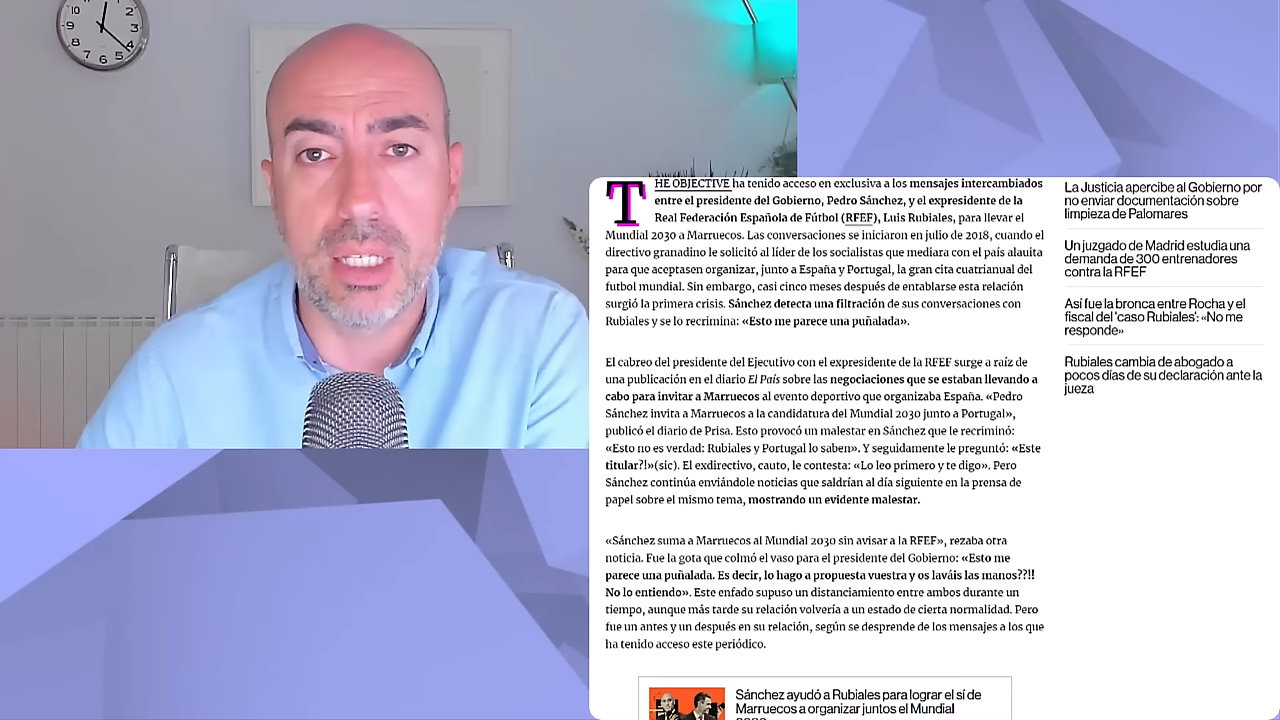 10
2
9
3
8
4
7
6
5
THE OBJECTIVE ha tenido acceso en exclusiva a los mensajes intercambiados
entre el presidente del Gobierno, Pedro Sánchez, y el expresidente de la
Real Federación Española de Fútbol (RFEF), Luis Rubiales, para llevar el
Mundial 2030 a Marruecos. Las conversaciones se iniciaron en julio de 2018, cuando el
directivo granadino le solicitó al líder de los socialistas que mediara con el país alauita
para que aceptasen organizar, junto a España y Portugal, la gran cita cuatrianual del
futbol mundial. Sin embargo, casi cinco meses después de entablarse esta relación
surgió la primera crisis. Sánchez detecta una filtración de sus conversaciones con
Rubiales y se lo recrimina: «Esto me parece una puñalada».
El cabreo del presidente del Ejecutivo con el expresidente de la RFEF surge a raíz de
una publicación en el diario El País sobre las negociaciones que se estaban llevando a
cabo para invitar a Marruecos al evento deportivo que organizaba España. «Pedro
Sánchez invita a Marruecos a la candidatura del Mundial 2030 junto a Portugal»,
publicó el diario de Prisa. Esto provocó un malestar en Sánchez que le recriminó:
«Esto no es verdad: Rubiales y Portugal lo saben». Y seguidamente le preguntó: «Este
titular?!»(sic). El exdirectivo, cauto, le contesta: «Lo leo primero y te digo». Pero
Sánchez continúa enviándole noticias que saldrían al día siguiente en la prensa de
papel sobre el mismo tema, mostrando un evidente malestar.
«Sánchez suma a Marruecos al Mundial 2030 sin avisar a la RFEF», rezaba otra
noticia. Fue la gota que colmó el vaso para el presidente del Gobierno: «Esto me
parece una puñalada. Es decir, lo hago a propuesta vuestra y os laváis las manos??!!
No lo entiendo». Este enfado supuso un distanciamiento entre ambos durante un
tiempo, aunque más tarde su relación volvería a un estado de cierta normalidad. Pero
fue un antes y un después en su relación, según se desprende de los mensajes a los que
ha tenido acceso este periódico.
Sánchez ayudó a Rubiales para lograr el sí de
Marruecos a organizar juntos el Mundial
La Justicia apercibe al Gobierno por
no enviar documentación sobre
limpieza de Palomares
Un juzgado de Madrid estudia una
demanda de 300 entrenadores
contra la RFEF
Así fue la bronca entre Rocha y el
fiscal del 'caso Rubiales': «No me
responde»
Rubiales cambia de abogado a
pocos días de su declaración ante la
jueza